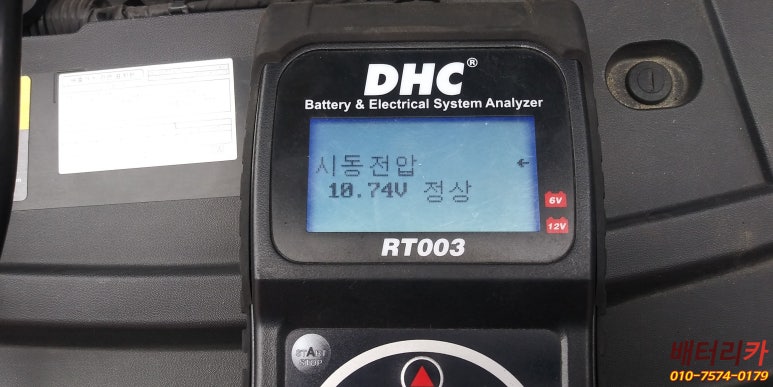 DHC®
Battery & Electrical System Analyzer
시동전압 ←
10.74V 정상
6V
12V
RT003
START
STOP
배터리카
010-7574-0179